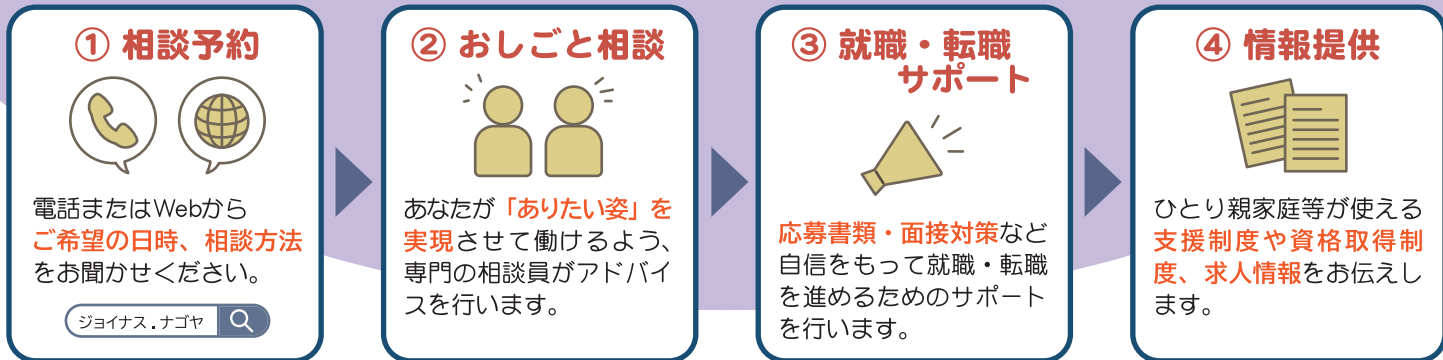 ① 相談予約
電話またはWebから
ご希望の日時、相談方法
をお聞かせください。
ジョイナス.ナゴヤ
② おしごと相談
あなたが「ありたい姿」を
実現させて働けるよう、
専門の相談員がアドバイ
スを行います。
③ 就職・転職
サポート
応募書類・面接対策など
自信をもって就職・転職
を進めるためのサポート
を行います。
④ 情報提供
ひとり親家庭等が使える
支援制度や資格取得制
度、求人情報をお伝えし
ます。